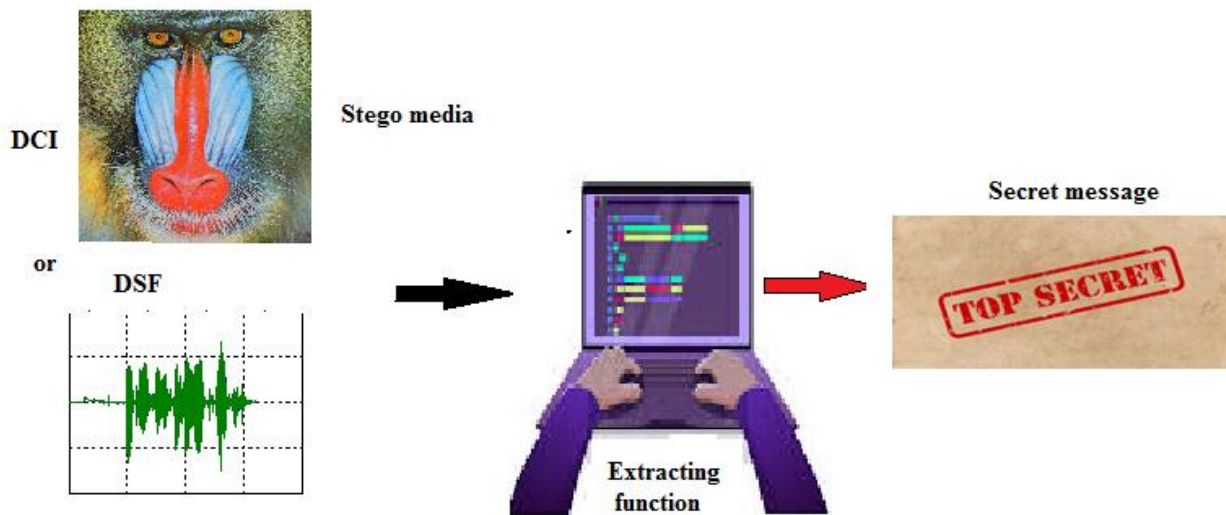 DCI
Stego media
or
DSF
Secret message
TOP SECRET
Extracting
function